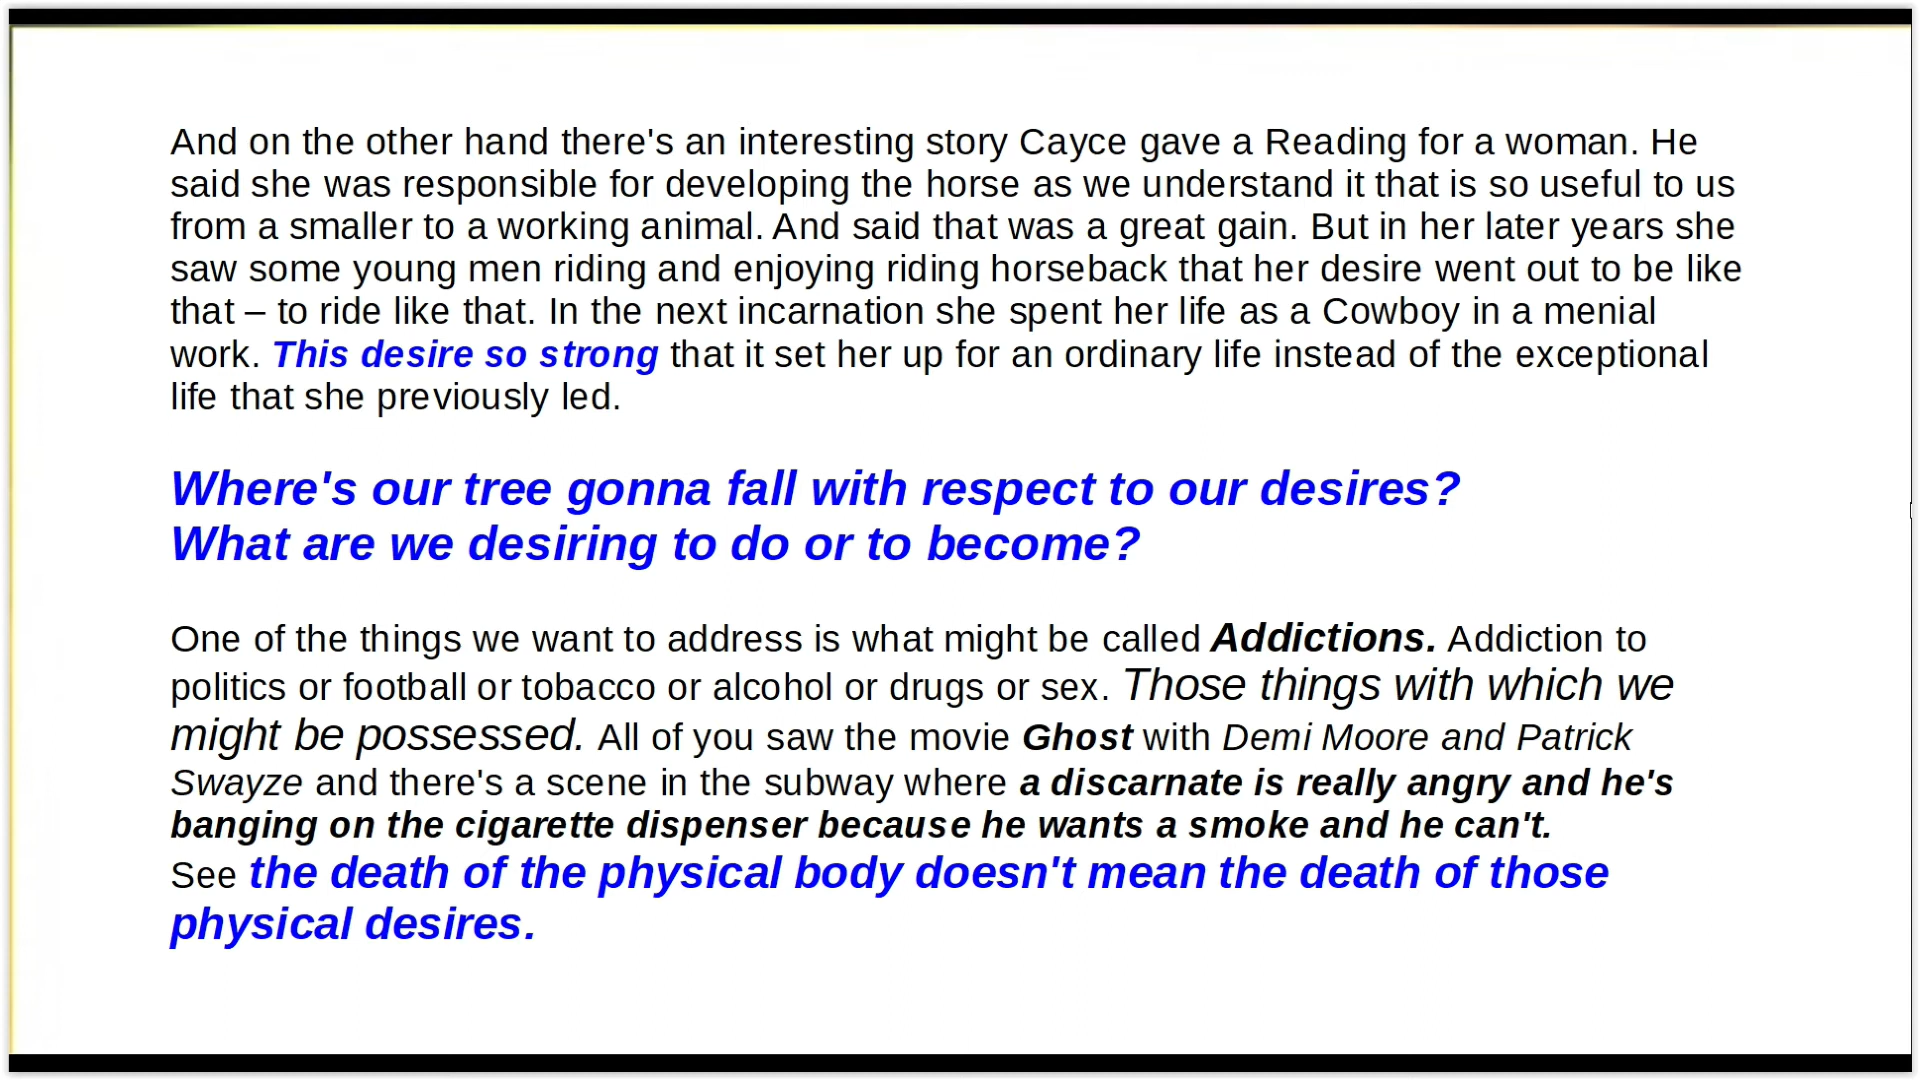 And on the other hand there's an interesting story Cayce gave a Reading for a woman. He
said she was responsible for developing the horse as we understand it that is so useful to us
from a smaller to a working animal. And said that was a great gain. But in her later years she
saw some young men riding and enjoying riding horseback that her desire went out to be like
that – to ride like that. In the next incarnation she spent her life as a Cowboy in a menial
work. This desire so strong that it set her up for an ordinary life instead of the exceptional
life that she previously led.
Where's our tree gonna fall with respect to our desires?
What are we desiring to do or to become?
One of the things we want to address is what might be called Addictions. Addiction to
politics or football or tobacco or alcohol or drugs or sex. Those things with which we
might be possessed. All of you saw the movie Ghost with Demi Moore and Patrick
Swayze and there's a scene in the subway where a discarnate is really angry and he's
banging on the cigarette dispenser because he wants a smoke and he can't.
See the death of the physical body doesn't mean the death of those
physical desires.